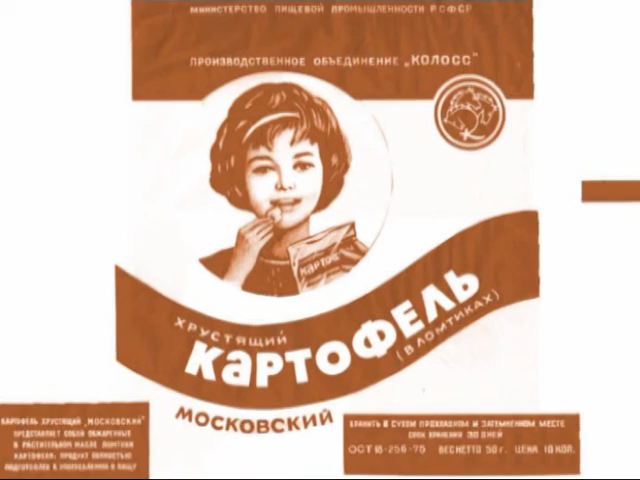 МИНИСТЕРСТВО ПИЩЕВОЙ ПРОМЫШЛЕННОСТИ РСФСР
ПРОИЗВОДСТВЕННОЕ ОБЪЕДИНЕНИЕ „КОЛОСС"
КАРТОФ
ХРУСТЯЩИЙ
КАРТОФЕЛЬ
(В ЛОМТИКАХ)
МОСКОВСКИЙ
КАРТОФЕЛЬ ХРУСТЯЩИЙ „МОСКОВСКИЙ"
ПРЕДСТАВЛЯЕТ СОБОЙ ОБЖАРЕННЫЕ
В РАСТИТЕЛЬНОМ МАСЛЕ ЛОМТИКИ
КАРТОФЕЛЯ. ПРОДУКТ ПОЛНОСТЬЮ
ПОДГОТОВЛЕН К УПОТРЕБЛЕНИЮ В ПИЩУ
ХРАНИТЬ В СУХОМ ПРОХЛАДНОМ И ЗАТЕМНЕННОМ МЕСТЕ
СРОК ХРАНЕНИЯ 30 ДНЕЙ
ОСТ 18-256-75 ВЕС НЕТТО 50 г. ЦЕНА 10 КОП.